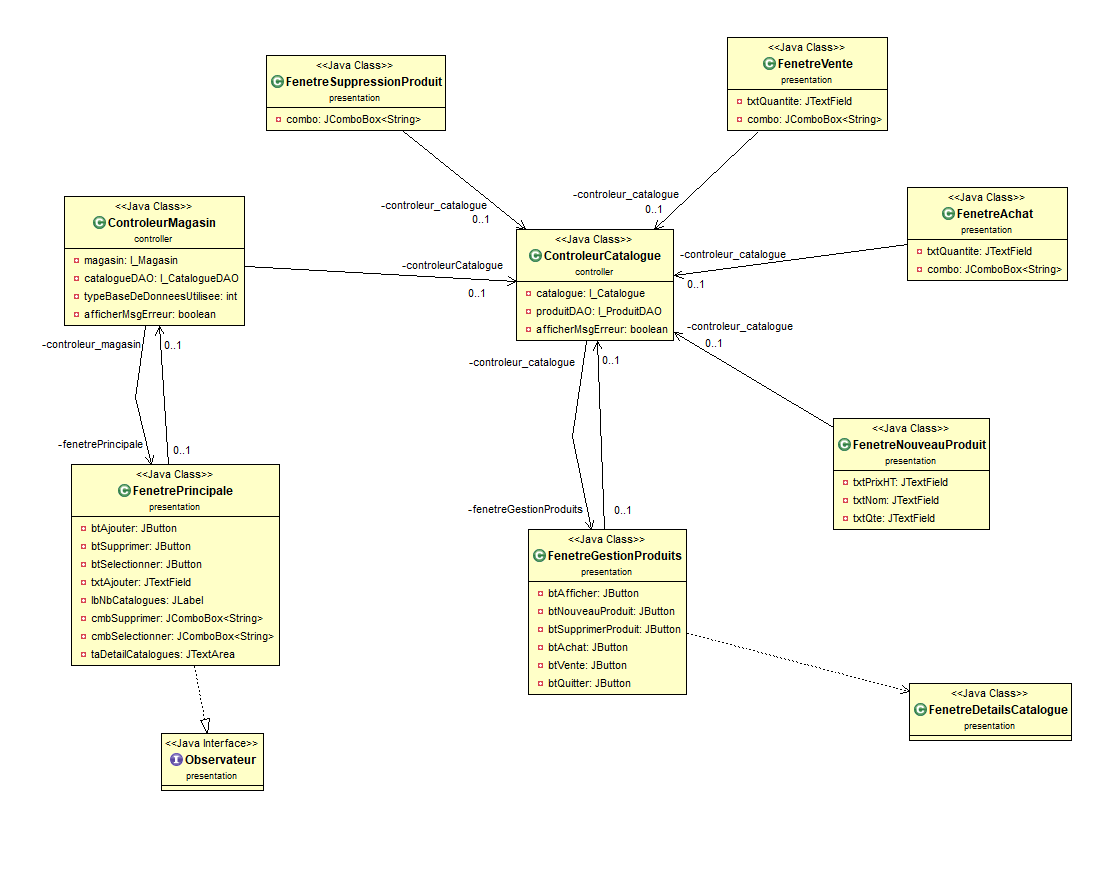 <<Java Class>>
FenetreSuppressionProduit
presentation
combo: JComboBox<String>
<<Java Class>>
FenetreVente
presentation
txtQuantite: JTextField
combo: JComboBox<String>
<<Java Class>>
ControleurMagasin
controller
magasin: I_Magasin
catalogueDAO: I_CatalogueDAO
typeBaseDeDonneesUtilisee: int
afficherMsgErreur: boolean
<<Java Class>>
FenetreAchat
presentation
txtQuantite: JTextField
combo: JComboBox<String>
-controleur_catalogue
0..1
-controleur_catalogue
0..1
<<Java Class>>
ControleurCatalogue
controller
catalogue: I_Catalogue
produitDAO: I_ProduitDAO
afficherMsgErreur: boolean
-controleurCatalogue
0..1
-controleur_catalogue
0..1
-controleur_catalogue
0..1
-controleur_magasin
0..1
-controleur_catalogue
0..1
-fenetrePrincipale
0..1
<<Java Class>>
FenetreNouveauProduit
presentation
txtPrixHT: JTextField
txtNom: JTextField
txtQte: JTextField
<<Java Class>>
FenetrePrincipale
presentation
btAjouter: JButton
btSupprimer: JButton
btSelectionner: JButton
txtAjouter: JTextField
lbNbCatalogues: JLabel
cmbSupprimer: JComboBox<String>
cmbSelectionner: JComboBox<String>
taDetailCatalogues: JTextArea
-fenetreGestionProduits
0..1
<<Java Class>>
FenetreGestionProduits
presentation
btAfficher: JButton
btNouveauProduit: JButton
btSupprimerProduit: JButton
btAchat: JButton
btVente: JButton
btQuitter: JButton
<<Java Class>>
FenetreDetailsCatalogue
presentation
<<Java Interface>>
Observateur
presentation